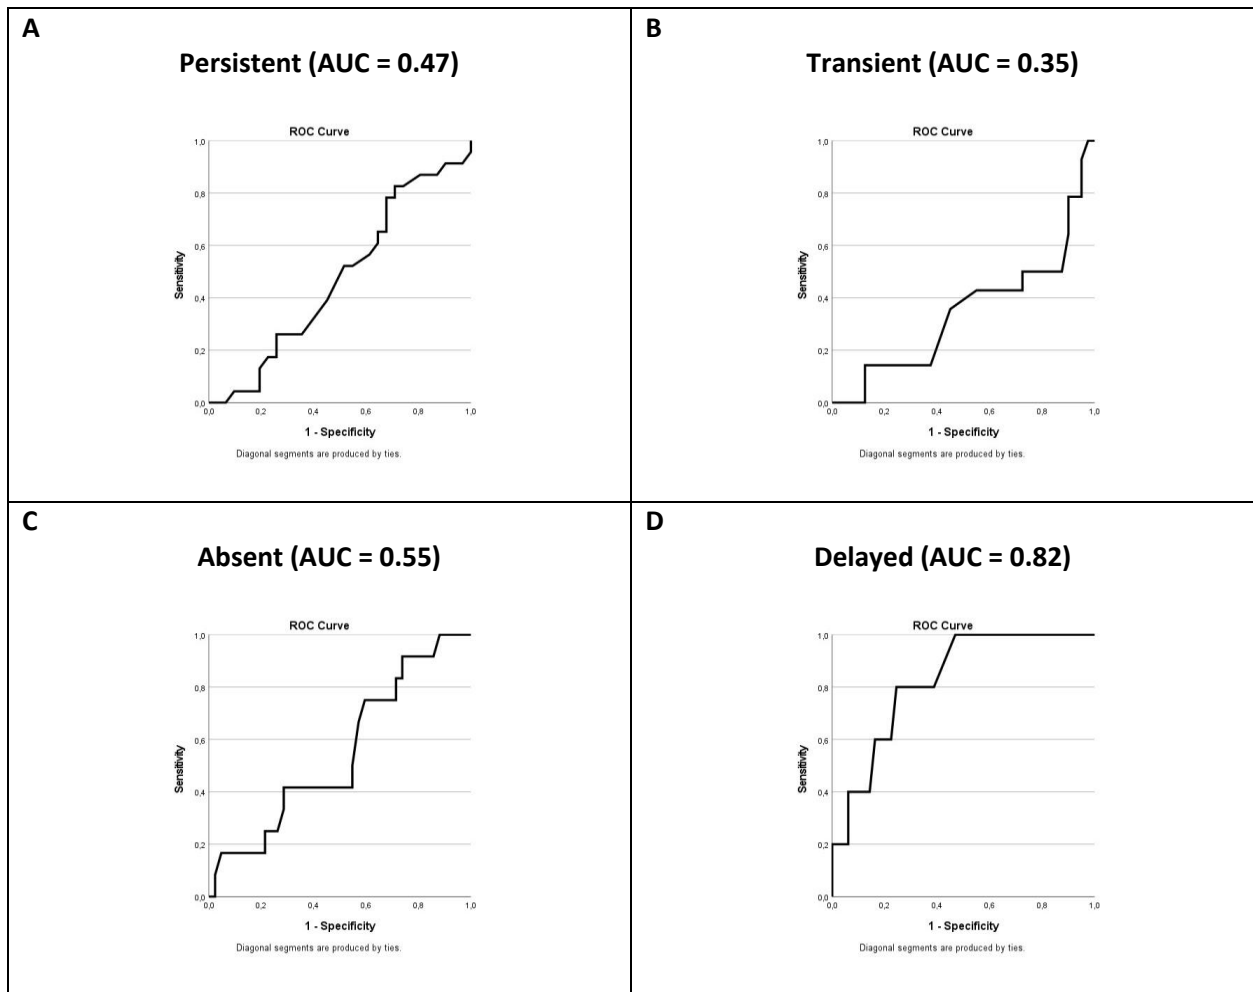 A
Persistent (AUC = 0.47)
ROC Curve
1,0
0,8
0,6
0,4
0,2
0,0
Sensitivity
0,0 0,2 0,4 0,6 0,8 1,0
1 - Specificity
Diagonal segments are produced by ties.
B
Transient (AUC = 0.35)
ROC Curve
1,0
0,8
0,6
0,4
0,2
0,0
Sensitivity
0,0 0,2 0,4 0,6 0,8 1,0
1 - Specificity
Diagonal segments are produced by ties.
C
Absent (AUC = 0.55)
ROC Curve
1,0
0,8
0,6
0,4
0,2
0,0
Sensitivity
0,0 0,2 0,4 0,6 0,8 1,0
1 - Specificity
Diagonal segments are produced by ties.
D
Delayed (AUC = 0.82)
ROC Curve
1,0
0,8
0,6
0,4
0,2
0,0
Sensitivity
0,0 0,2 0,4 0,6 0,8 1,0
1 - Specificity
Diagonal segments are produced by ties.